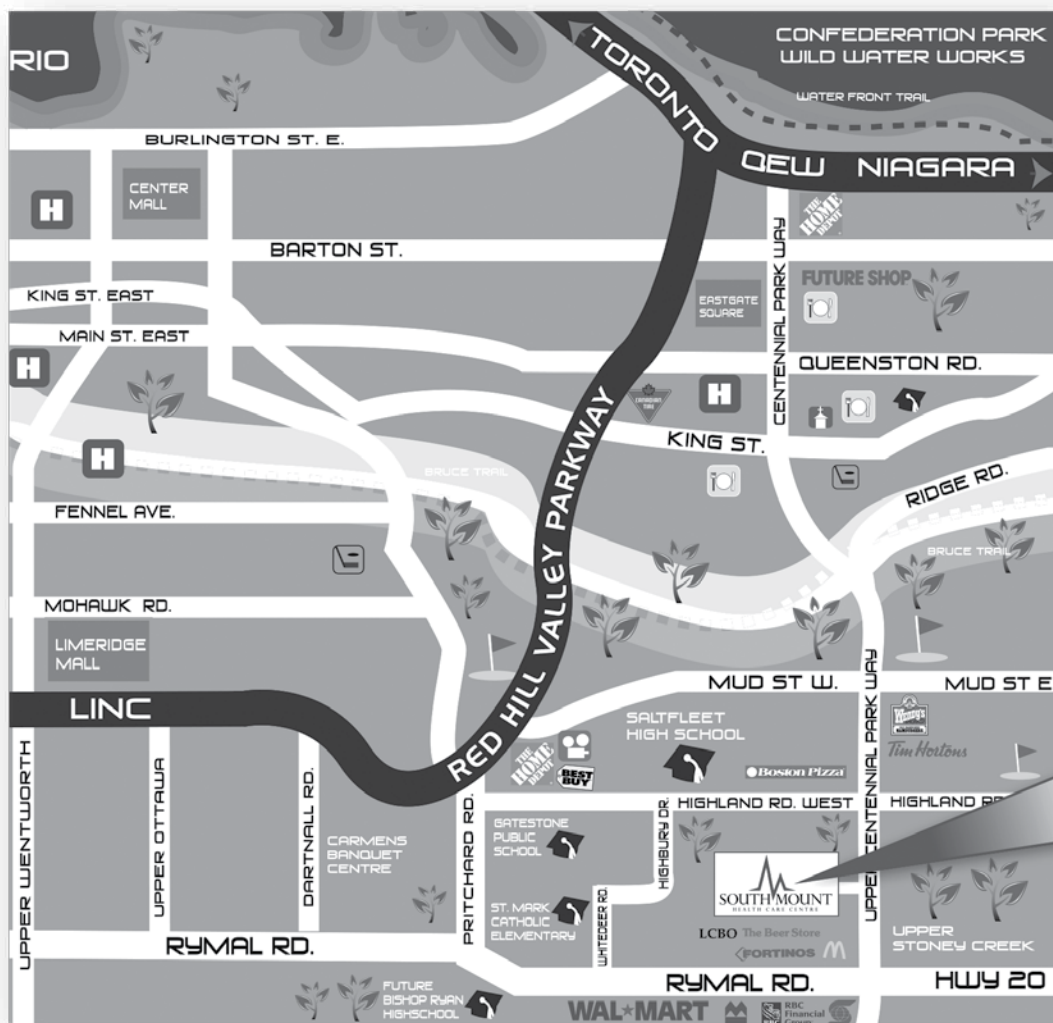 RIO
TORONTO
CONFEDERATION PARK
WILD WATER WORKS
WATER FRONT TRAIL
QEW NIAGARA
BURLINGTON ST. E.
CENTER
MALL
H
THE
HOME
DEPOT
BARTON ST.
CENTENNIAL PARK WAY
FUTURE SHOP
KING ST. EAST
EASTGATE
SQUARE
MAIN ST. EAST
QUEENSTON RD.
H
H
CANADIAN
TIRE
KING ST.
H
BRUCE TRAIL
RIDGE RD.
FENNEL AVE.
BRUCE TRAIL
RED HILL VALLEY PARKWAY
MOHAWK RD.
LIMERIDGE
MALL
MUD ST W.
MUD ST E
LINC
SALTFLEET
HIGH SCHOOL
UPPER CENTENNIAL PARK WAY
WENDY'S
Tim Hortons
THE
HOME
DEPOT
BEST
BUY
Boston Pizza
UPPER WENTWORTH
UPPER OTTAWA
DARTNALL RD.
PRITCHARD RD.
HIGHLAND RD. WEST
HIGHLAND RD
HIGHBURY DR.
GATESTONE
PUBLIC
SCHOOL
CARMENS
BANQUET
CENTRE
SOUTH MOUNT
HEALTH CARE CENTRE
ST. MARK
CATHOLIC
ELEMENTARY
WHITEDEER RD.
LCBO The Beer Store
FORTINOS
UPPER
STONEY CREEK
RYMAL RD.
RYMAL RD.
HWY 20
FUTURE
BISHOP RYAN
HIGHSCHOOL
WAL★MART
RBC
Financial